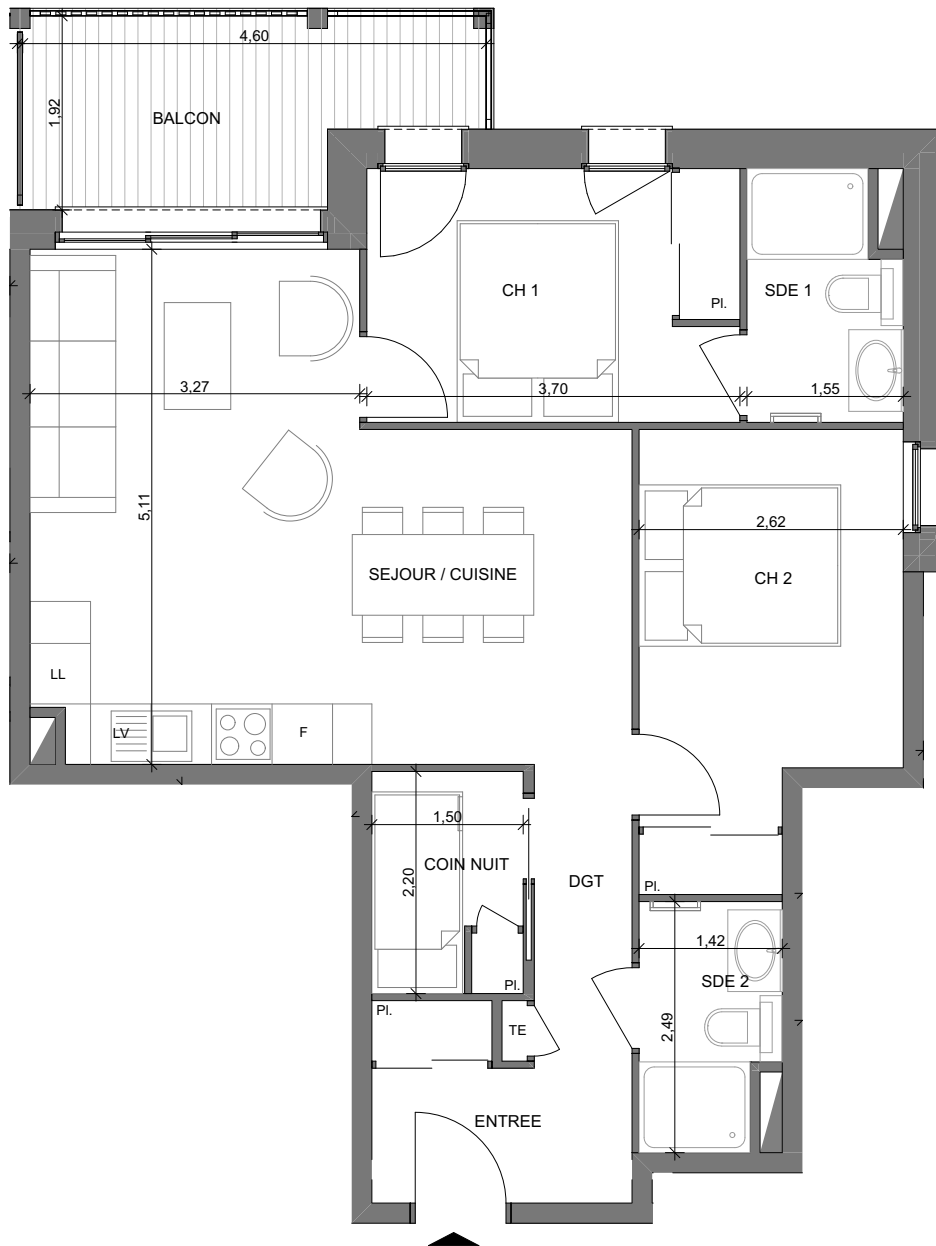 4,60
1,92
BALCON
CH 1
Pl.
SDE 1
3,27
3,70
1,55
5,11
2,62
SEJOUR / CUISINE
CH 2
LL
LV
F
1,50
COIN NUIT
2,20
DGT
Pl.
1,42
SDE 2
Pl.
Pl.
TE
2,49
ENTREE